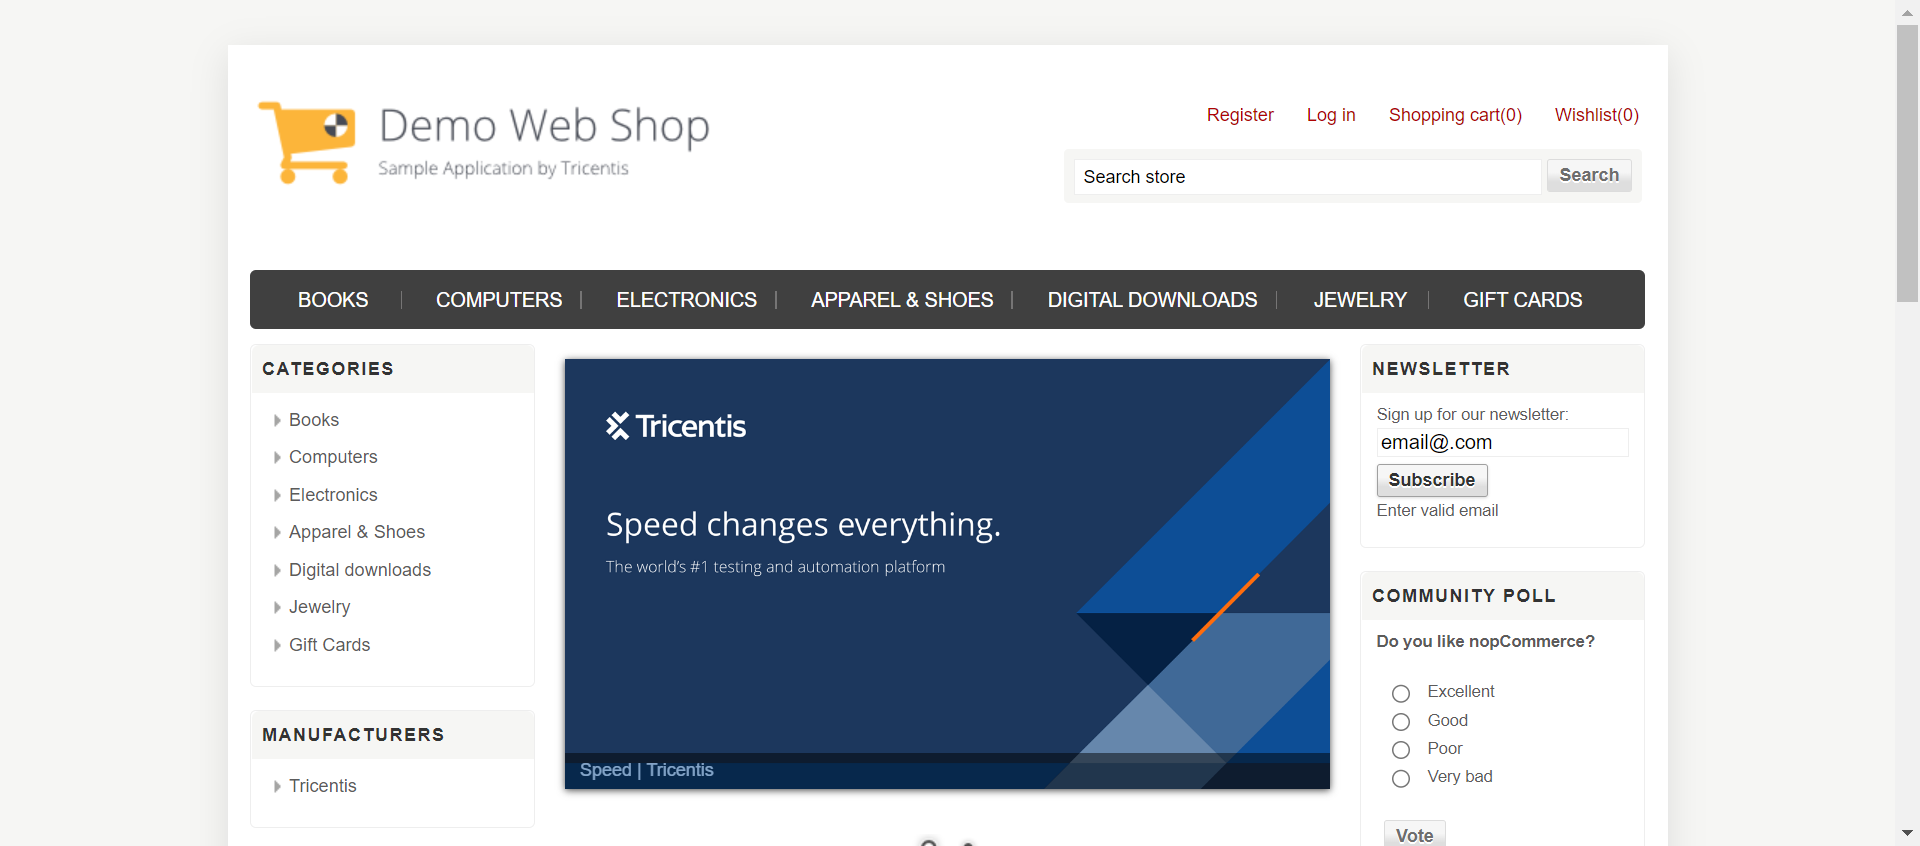 Demo Web Shop
Sample Application by Tricentis
Register Log in Shopping cart(0) Wishlist(0)
Search store Search
BOOKS COMPUTERS ELECTRONICS APPAREL & SHOES DIGITAL DOWNLOADS JEWELRY GIFT CARDS
CATEGORIES
Books
Computers
Electronics
Apparel & Shoes
Digital downloads
Jewelry
Gift Cards
MANUFACTURERS
Tricentis
Tricentis
Speed changes everything.
The world's #1 testing and automation platform
Speed | Tricentis
NEWSLETTER
Sign up for our newsletter:
email@.com
Subscribe
Enter valid email
COMMUNITY POLL
Do you like nopCommerce?
Excellent
Good
Poor
Very bad
Vote